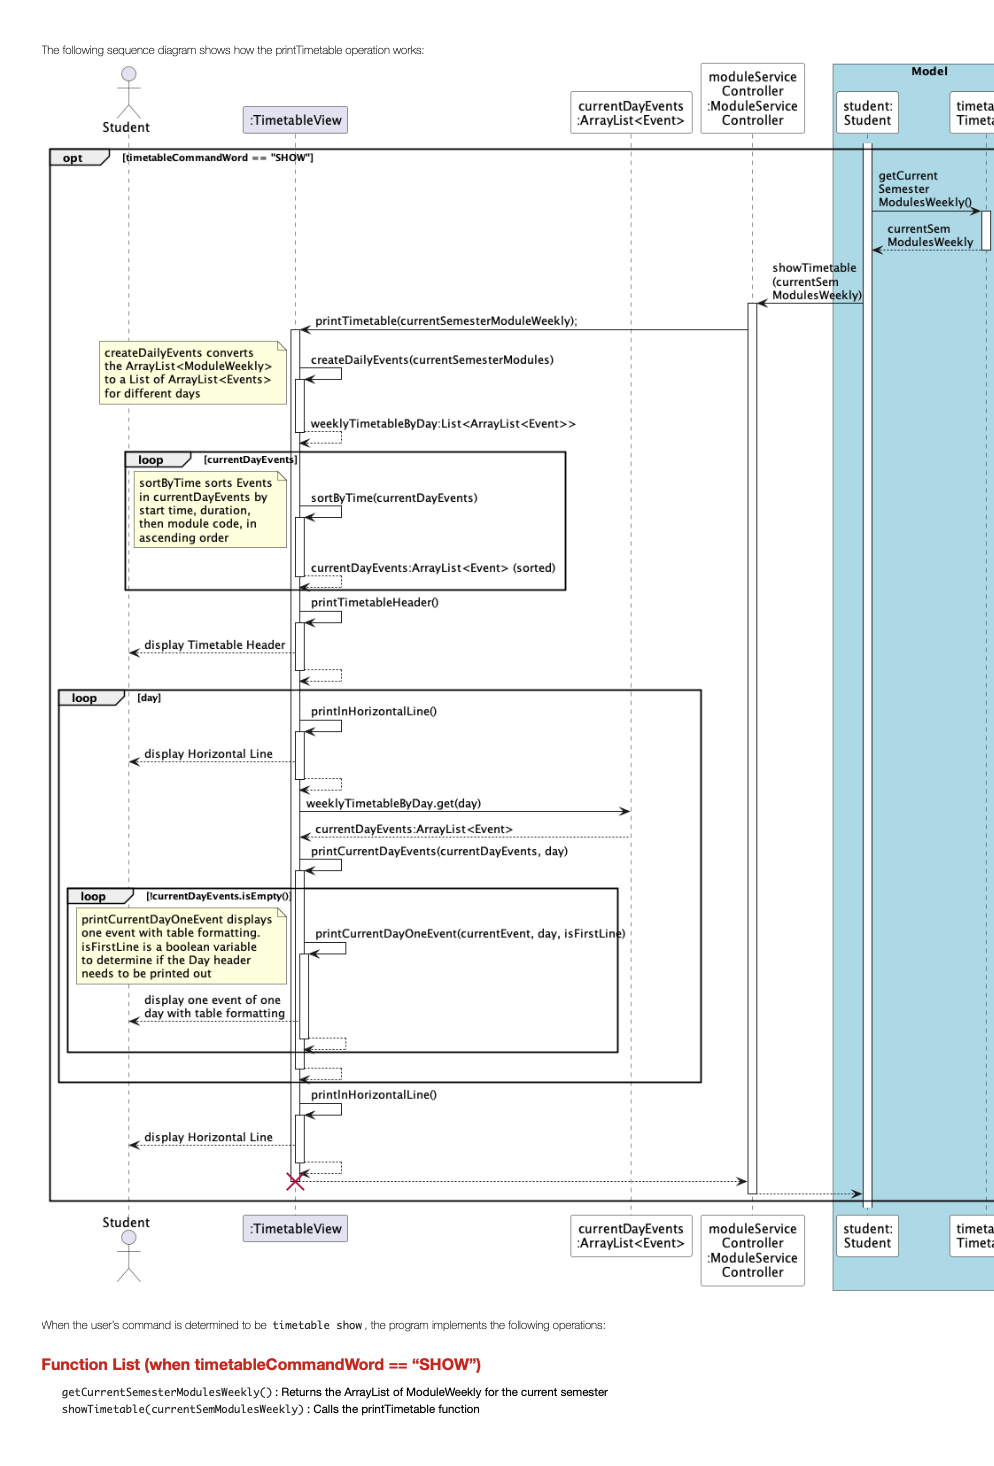 The following sequence diagram shows how the printTimetable operation works:
Model
moduleService
Controller
:ModuleService
Controller
currentDayEvents
:ArrayList<Event>
student:
Student
timeta
Timeta
:TimetableView
Student
opt [timetableCommandWord == "SHOW"]
getCurrent
Semester
ModulesWeekly()
currentSem
ModulesWeekly
showTimetable
(currentSem
ModulesWeekly)
printTimetable(currentSemesterModuleWeekly);
createDailyEvents converts
the ArrayList<ModuleWeekly>
to a List of ArrayList<Events>
for different days
createDailyEvents(currentSemesterModules)
weeklyTimetableByDay:List<ArrayList<Event>>
loop [currentDayEvents]
sortByTime sorts Events
in currentDayEvents by
start time, duration,
then module code, in
ascending order
sortByTime(currentDayEvents)
currentDayEvents:ArrayList<Event> (sorted)
printTimetableHeader()
display Timetable Header
loop [day]
printlnHorizontalLine()
display Horizontal Line
weeklyTimetableByDay.get(day)
currentDayEvents:ArrayList<Event>
printCurrentDayEvents(currentDayEvents, day)
loop [!currentDayEvents.isEmpty()]
printCurrentDayOneEvent displays
one event with table formatting.
isFirstLine is a boolean variable
to determine if the Day header
needs to be printed out
printCurrentDayOneEvent(currentEvent, day, isFirstLine)
display one event of one
day with table formatting
printlnHorizontalLine()
display Horizontal Line
Student
:TimetableView
currentDayEvents
:ArrayList<Event>
moduleService
Controller
:ModuleService
Controller
student:
Student
timeta
Timeta
When the user's command is determined to be timetable show, the program implements the following operations:
Function List (when timetableCommandWord == “SHOW”)
getCurrentSemesterModulesWeekly() : Returns the ArrayList of ModuleWeekly for the current semester
showTimetable(currentSemModulesWeekly) : Calls the printTimetable function